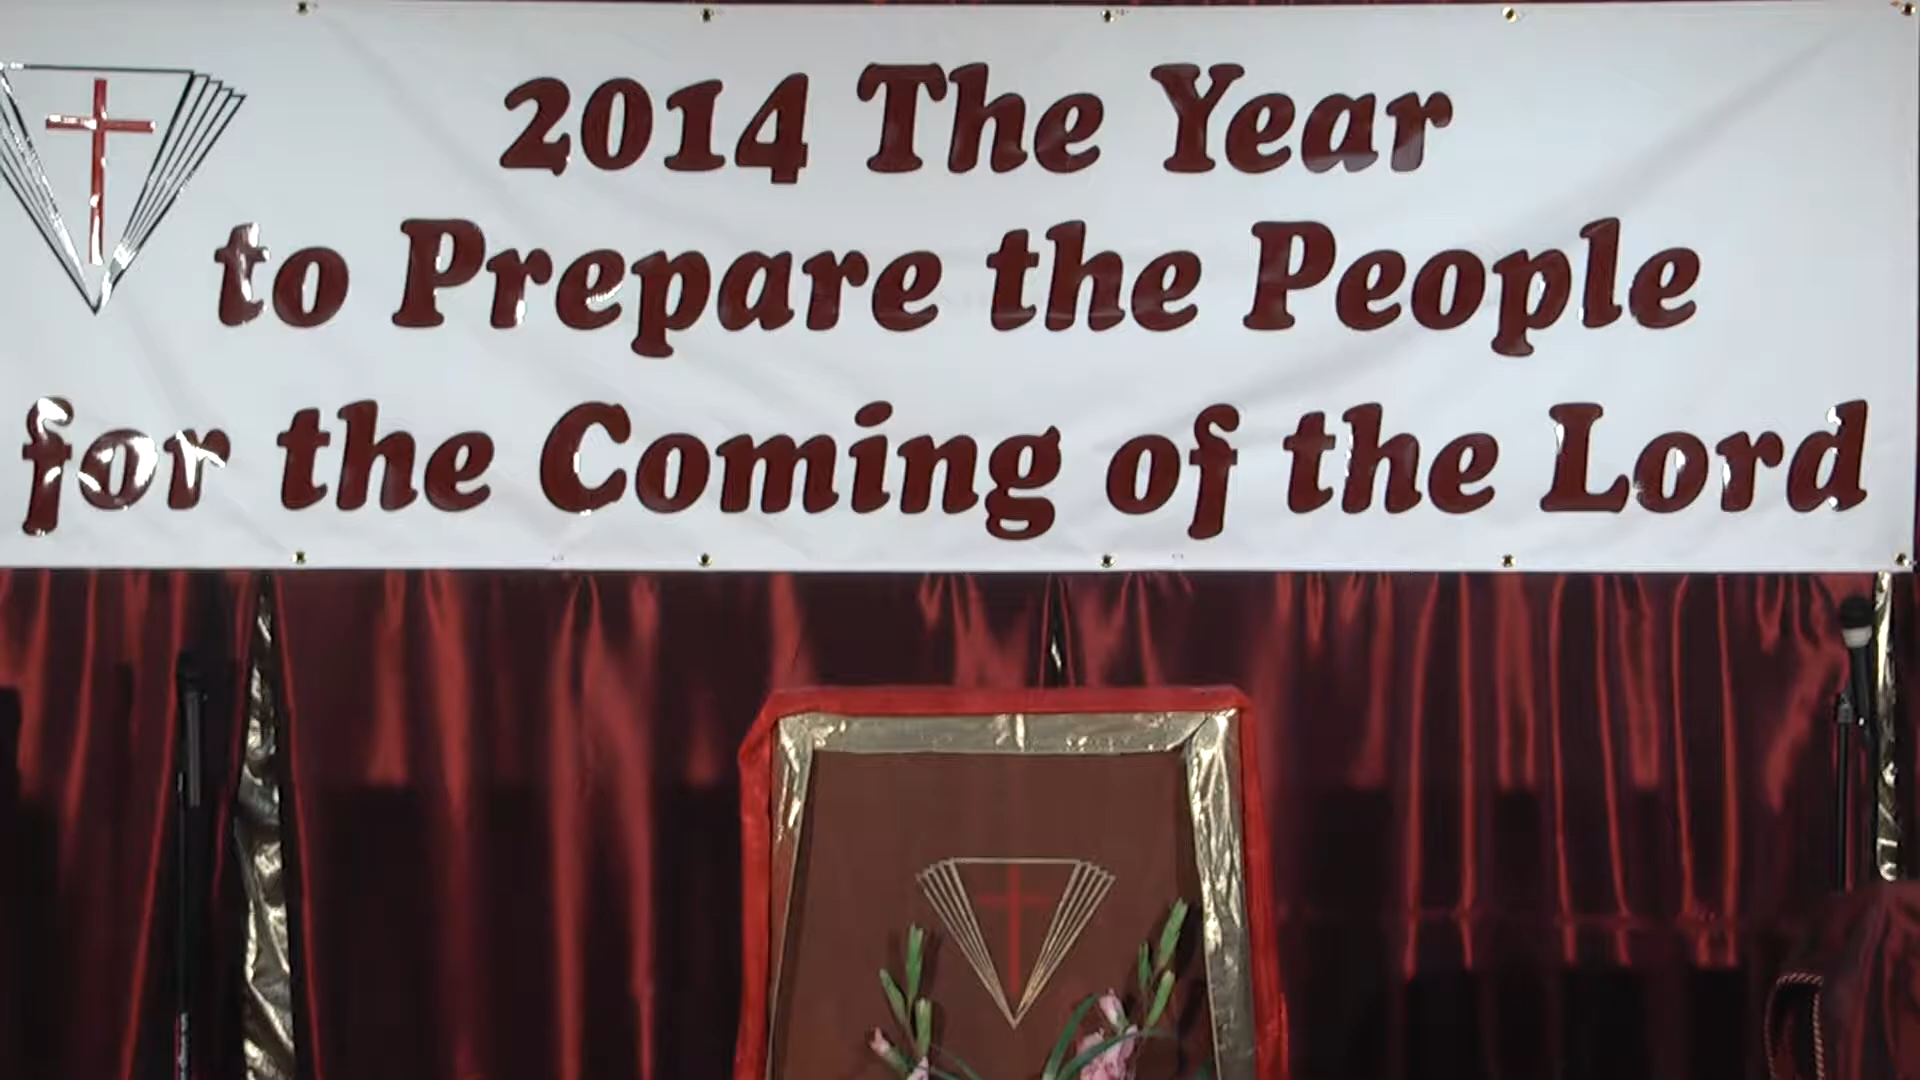 2014 The Year
to Prepare the People
for the Coming of the Lord